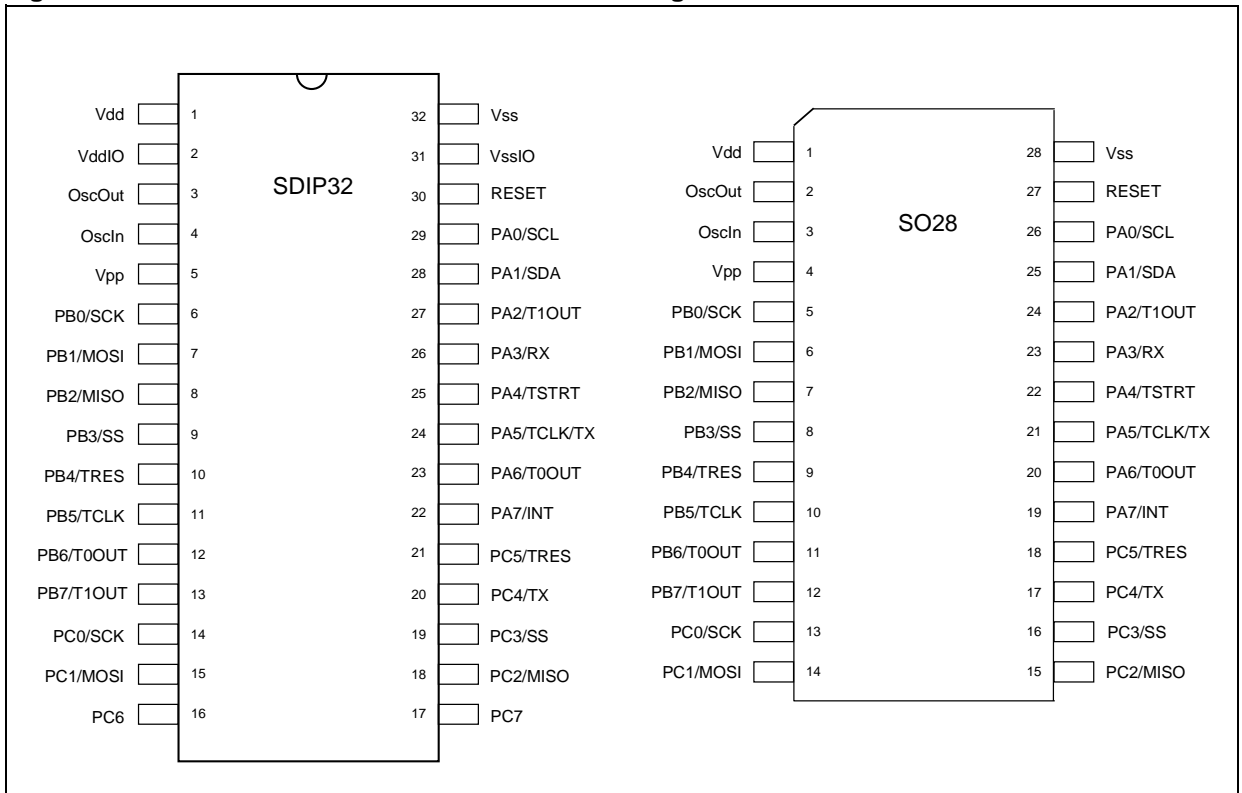 SDIP32
Vdd 1
VddIO 2
OscOut 3
OscIn 4
Vpp 5
PB0/SCK 6
PB1/MOSI 7
PB2/MISO 8
PB3/SS 9
PB4/TRES 10
PB5/TCLK 11
PB6/T0OUT 12
PB7/T1OUT 13
PC0/SCK 14
PC1/MOSI 15
PC6 16
32 Vss
31 VssIO
30 RESET
29 PA0/SCL
28 PA1/SDA
27 PA2/T1OUT
26 PA3/RX
25 PA4/TSTRT
24 PA5/TCLK/TX
23 PA6/T0OUT
22 PA7/INT
21 PC5/TRES
20 PC4/TX
19 PC3/SS
18 PC2/MISO
17 PC7
SO28
Vdd 1
OscOut 2
OscIn 3
Vpp 4
PB0/SCK 5
PB1/MOSI 6
PB2/MISO 7
PB3/SS 8
PB4/TRES 9
PB5/TCLK 10
PB6/T0OUT 11
PB7/T1OUT 12
PC0/SCK 13
PC1/MOSI 14
28 Vss
27 RESET
26 PA0/SCL
25 PA1/SDA
24 PA2/T1OUT
23 PA3/RX
22 PA4/TSTRT
21 PA5/TCLK/TX
20 PA6/T0OUT
19 PA7/INT
18 PC5/TRES
17 PC4/TX
16 PC3/SS
15 PC2/MISO